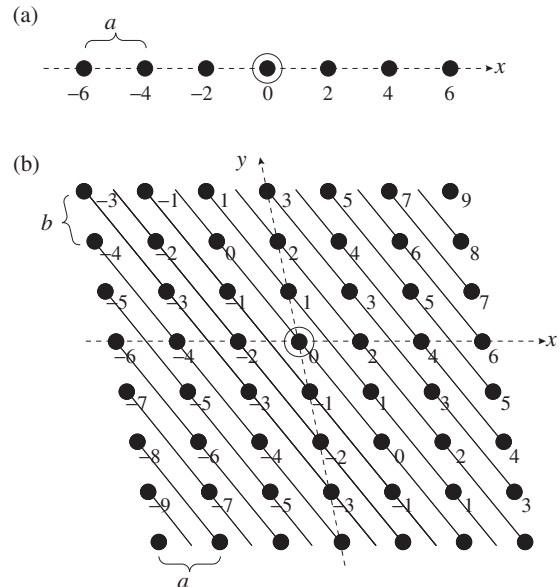 (a)
a
x
−6 −4 −2 0 2 4 6
(b)
y
b
−3 −1 1 3 5 7 9
−4 −2 0 2 4 6 8
−5 −3 −1 1 3 5 7
x
−6 −4 −2 0 2 4 6
−7 −5 −3 −1 1 3 5
−8 −6 −4 −2 0 2 4
−9 −7 −5 −3 −1 1 3
a